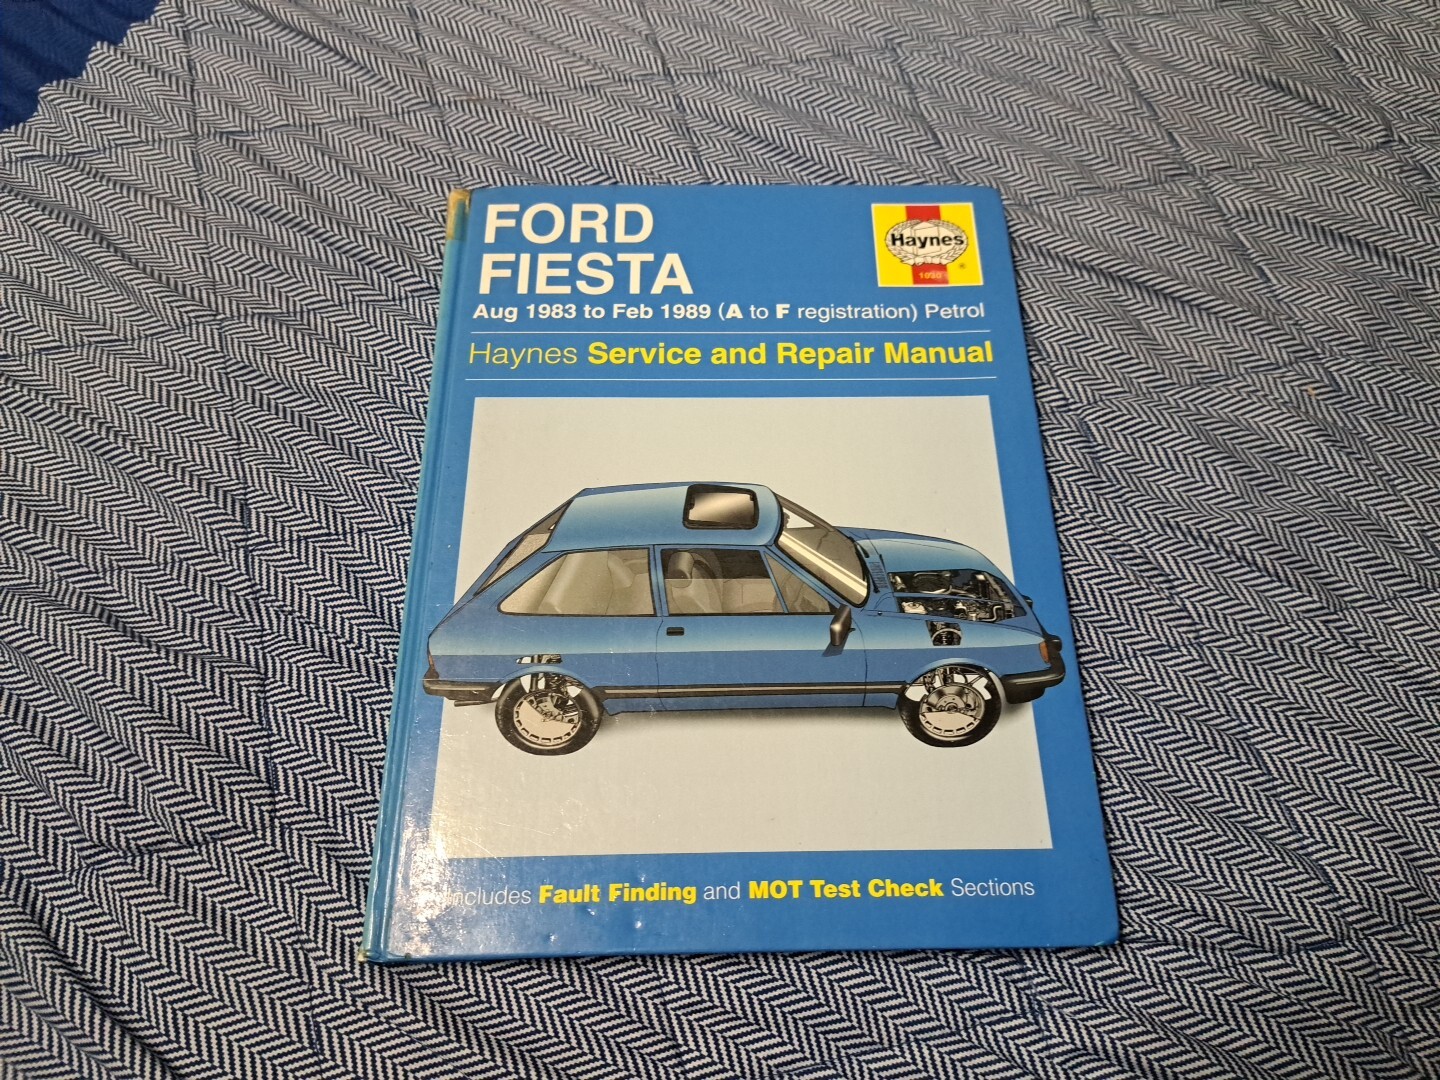 FORD
FIESTA
Haynes
1030
Aug 1983 to Feb 1989 (A to F registration) Petrol
Haynes Service and Repair Manual
Includes Fault Finding and MOT Test Check Sections